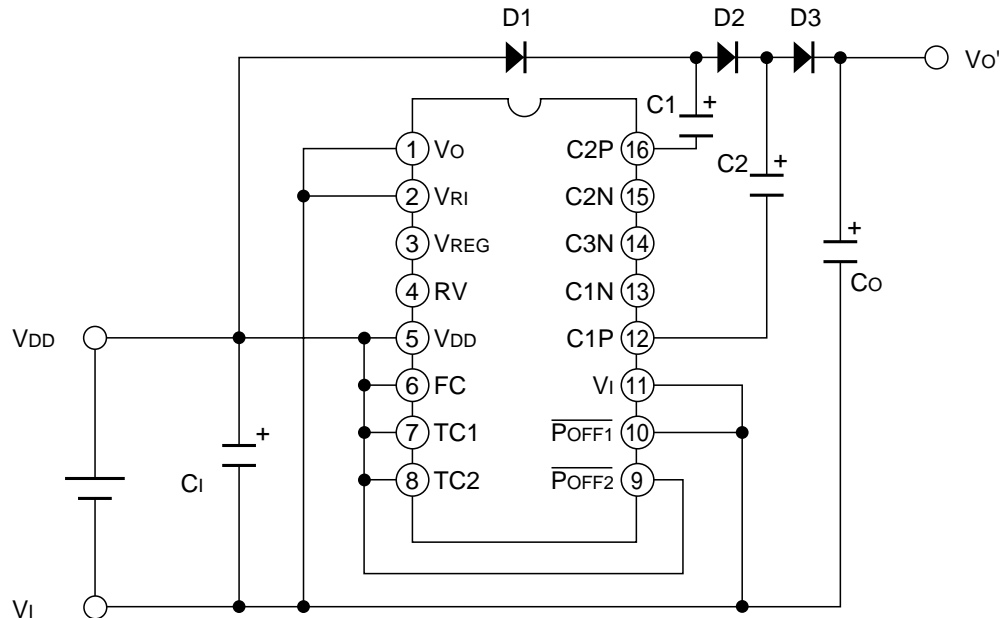 D1
D2
D3
VO'
C1
+
C2
+
+
CO
1
VO
2
VRI
3
VREG
4
RV
5
VDD
6
FC
7
TC1
8
TC2
C2P
16
C2N
15
C3N
14
C1N
13
C1P
12
VI
11
POFF1
10
POFF2
9
VDD
+
CI
VI